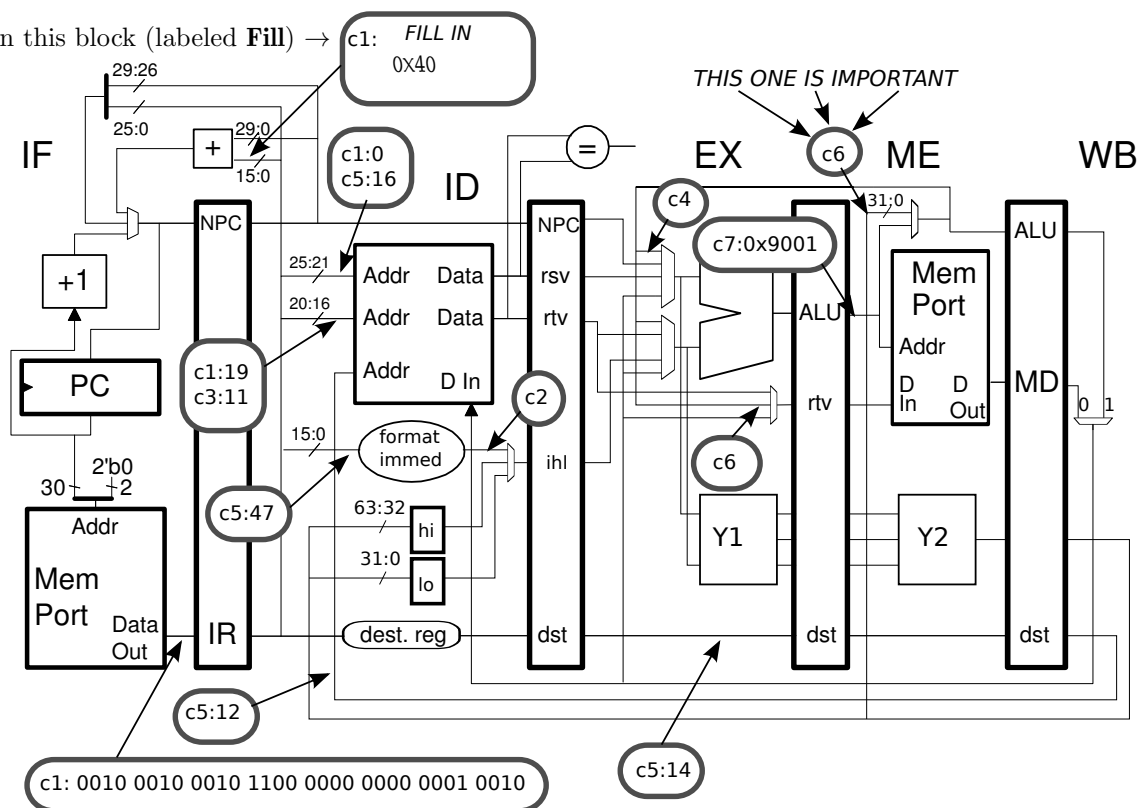 n this block (labeled Fill) →
c1: FILL IN
0X40
29:26
25:0
29:0
15:0
+
IF
ID
EX
ME
WB
=
THIS ONE IS IMPORTANT
c6
31:0
c1:0
c5:16
c4
c7:0x9001
NPC
NPC
ALU
+1
25:21
Addr
Data
rsv
Mem
Port
20:16
Addr
Data
rtv
ALU
Addr
PC
c1:19
c3:11
Addr
D In
c2
rtv
D
In
D
Out
MD
0
1
15:0
format
immed
ihl
c6
30
2'b0
2
c5:47
63:32
hi
Y1
Y2
Addr
31:0
lo
Mem
Port
Data
Out
IR
dest. reg
dst
dst
dst
c5:12
c5:14
c1: 0010 0010 0010 1100 0000 0000 0001 0010